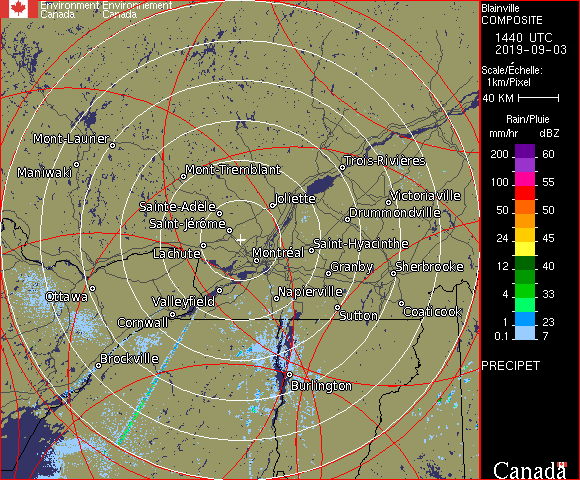 Environment Environnement
Canada Canada
Blainville
COMPOSITE
1440 UTC
2019-09-03
Scale/Échelle:
1km/Pixel
40 KM
Rain/Pluie
mm/hr dBZ
200 60
100 55
50 50
24 45
12 40
4 33
1 23
0.1 7
PRECIPET
Canada
Mont-Laurier
Maniwaki
Mont-Tremblant
Trois-Rivières
Joliette
Victoriaville
Sainte-Adèle
Drummondville
Saint-Jérôme
Saint-Hyacinthe
Lachute
Montréal
Granby
Sherbrooke
Ottawa
Valleyfield
Napierville
Cornwall
Sutton
Coaticook
Brockville
Burlington